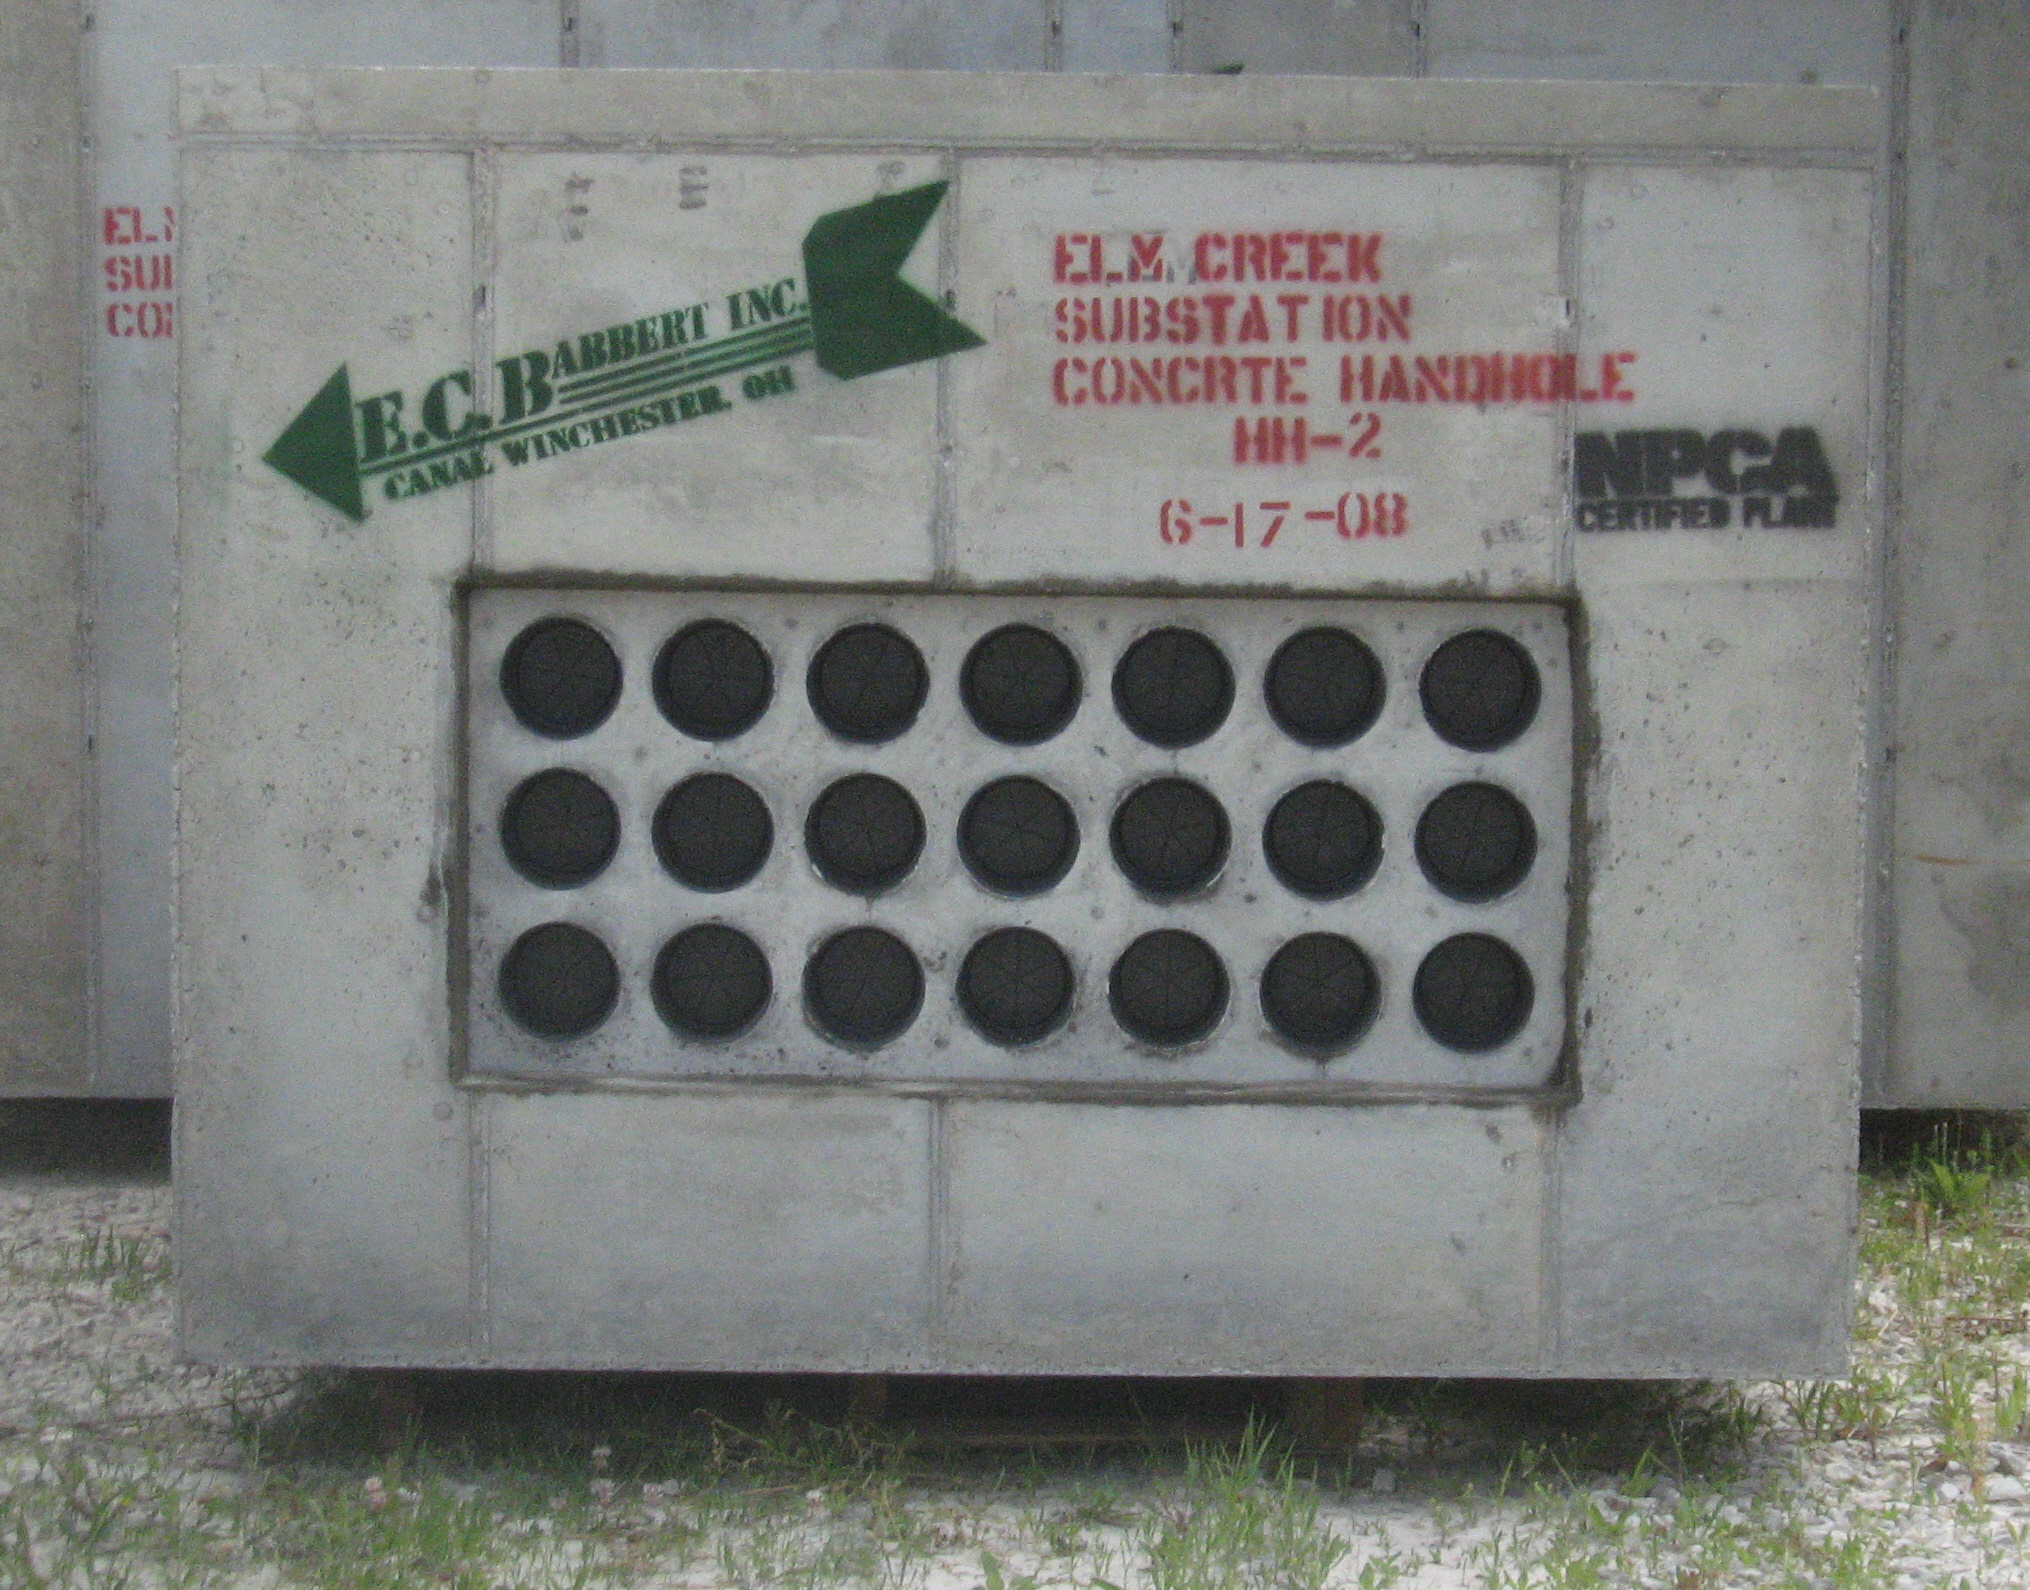 E.C. BABBERT INC.
CANAL WINCHESTER, OH
ELM CREEK
SUBSTATION
CONCRTE HANDHOLE
HH-2
6-17-08
NPCA
CERTIFIED PLANT